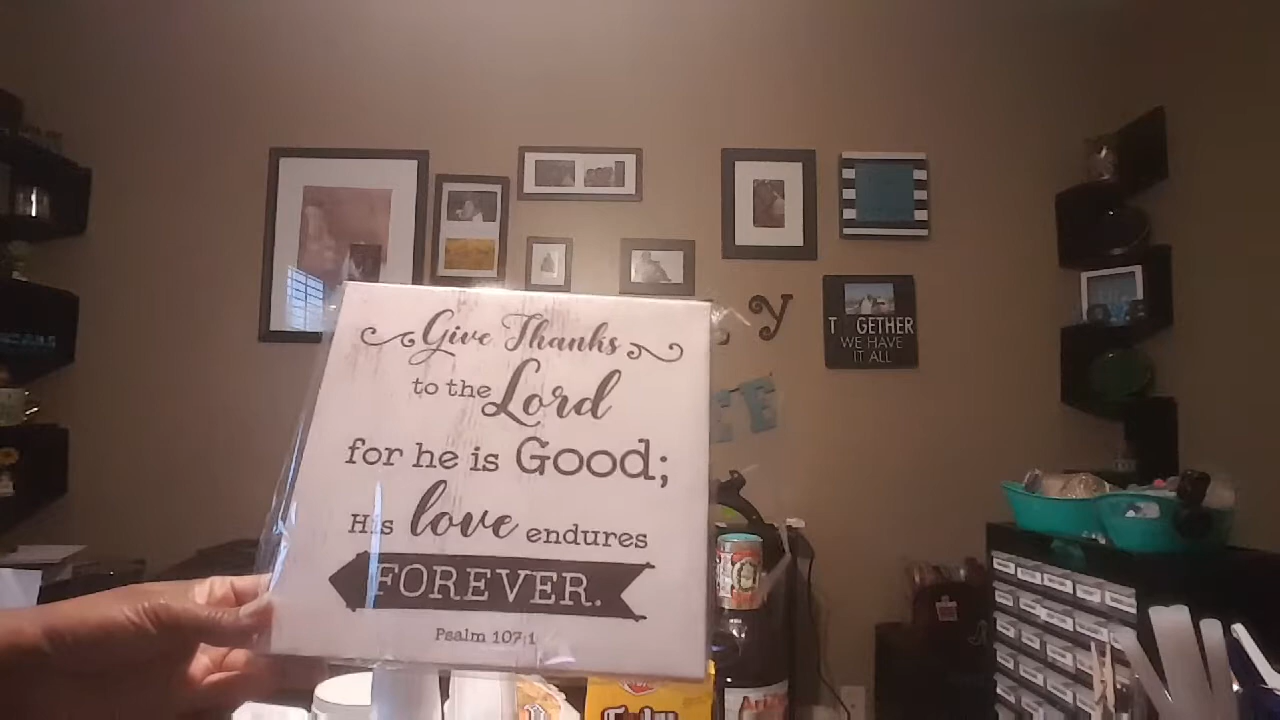 Give Thanks
to the Lord
for he is Good;
His love endures
FOREVER.
Psalm 107:1
T GETHER
WE HAVE
IT ALL